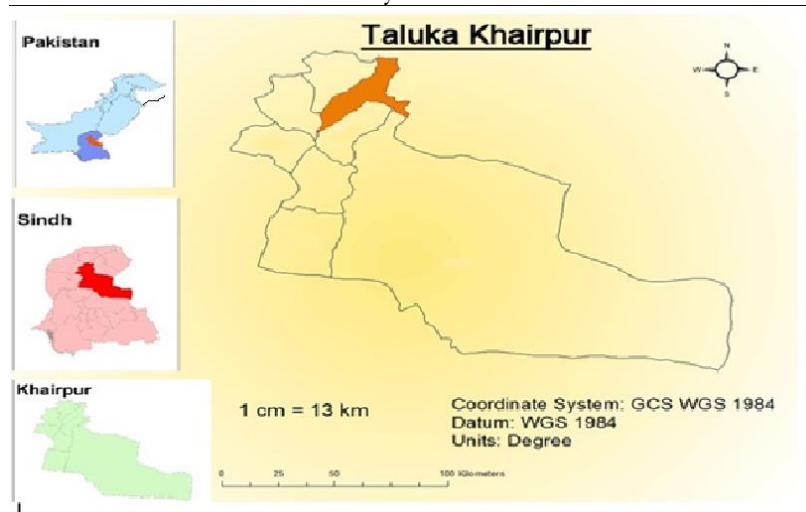 Taluka Khairpur
Pakistan
N
W E
S
Sindh
Khairpur
1 cm = 13 km
Coordinate System: GCS WGS 1984
Datum: WGS 1984
Units: Degree
0 25 50 100 Kilometers